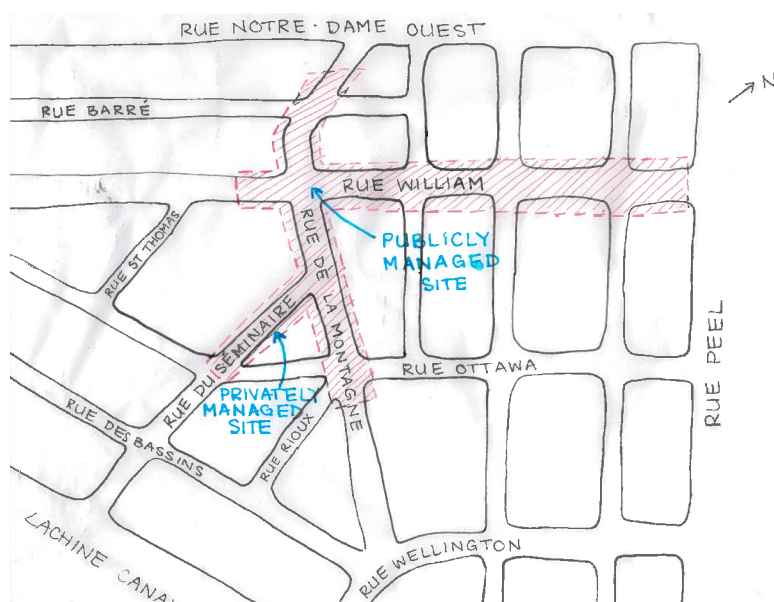 RUE NOTRE-DAME OUEST
N
RUE BARRÉ
RUE WILLIAM
RUE ST THOMAS
RUE DE LA MONTAGNE
PUBLICLY
MANAGED
SITE
RUE DU SÉMINAIRE
RUE PEEL
RUE OTTAWA
PRIVATELY
MANAGED
SITE
RUE DES BASSINS
RUE RIOUX
LACHINE CANA
RUE WELLINGTON